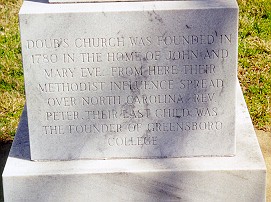 DOUB'S CHURCH WAS FOUNDED IN
1780 IN THE HOME OF JOHN AND
MARY EVE. FROM HERE THEIR
METHODIST INFLUENCE SPREAD
OVER NORTH CAROLINA. REV.
PETER THEIR LAST CHILD, WAS
THE FOUNDER OF GREENSBORO
COLLEGE